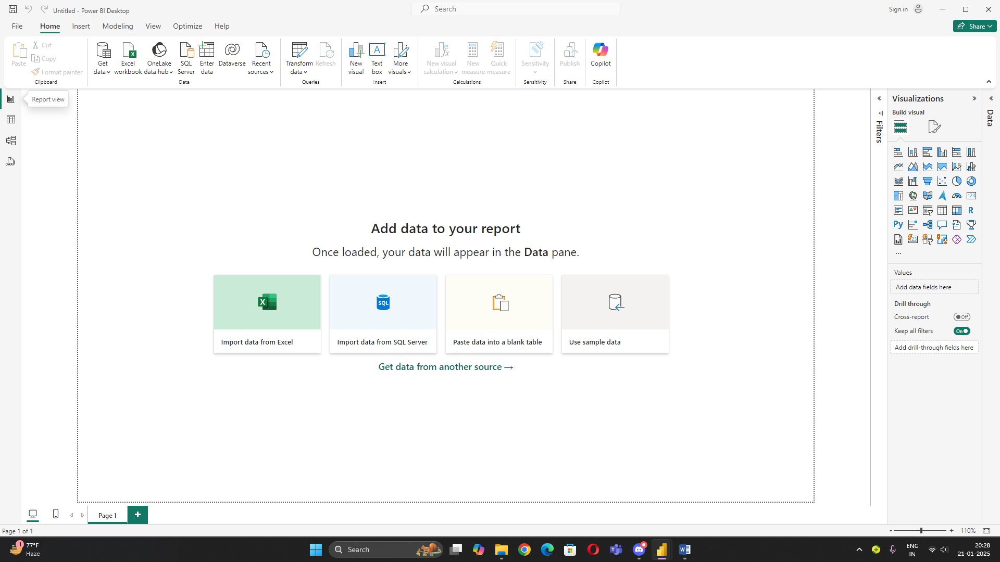 Untitled - Power BI Desktop
Search
Sign in
File
Home
Insert
Modeling
View
Optimize
Help
Share
Paste
Cut
Copy
Format painter
Clipboard
Get
data
Excel
workbook
OneLake
data hub
SQL
Server
Enter
data
Dataverse
Recent
sources
Data
Transform
data
Refresh
Queries
New
visual
Text
box
More
visuals
Insert
New visual
calculation
New
measure
Quick
measure
Calculations
Sensitivity
Sensitivity
Publish
Share
Copilot
Copilot
Report view
DAX
Filters
Visualizations
Build visual
Data
123
R
Py
123
Add data to your report
Once loaded, your data will appear in the Data pane.
X
SQL
Import data from Excel
Import data from SQL Server
Paste data into a blank table
Use sample data
Get data from another source →
Values
Add data fields here
Drill through
Cross-report
Off
Keep all filters
On
Add drill-through fields here
Page 1
+
Page 1 of 1
- + 110%
1
77°F
Haze
Search
ENG
IN
20:28
21-01-2025